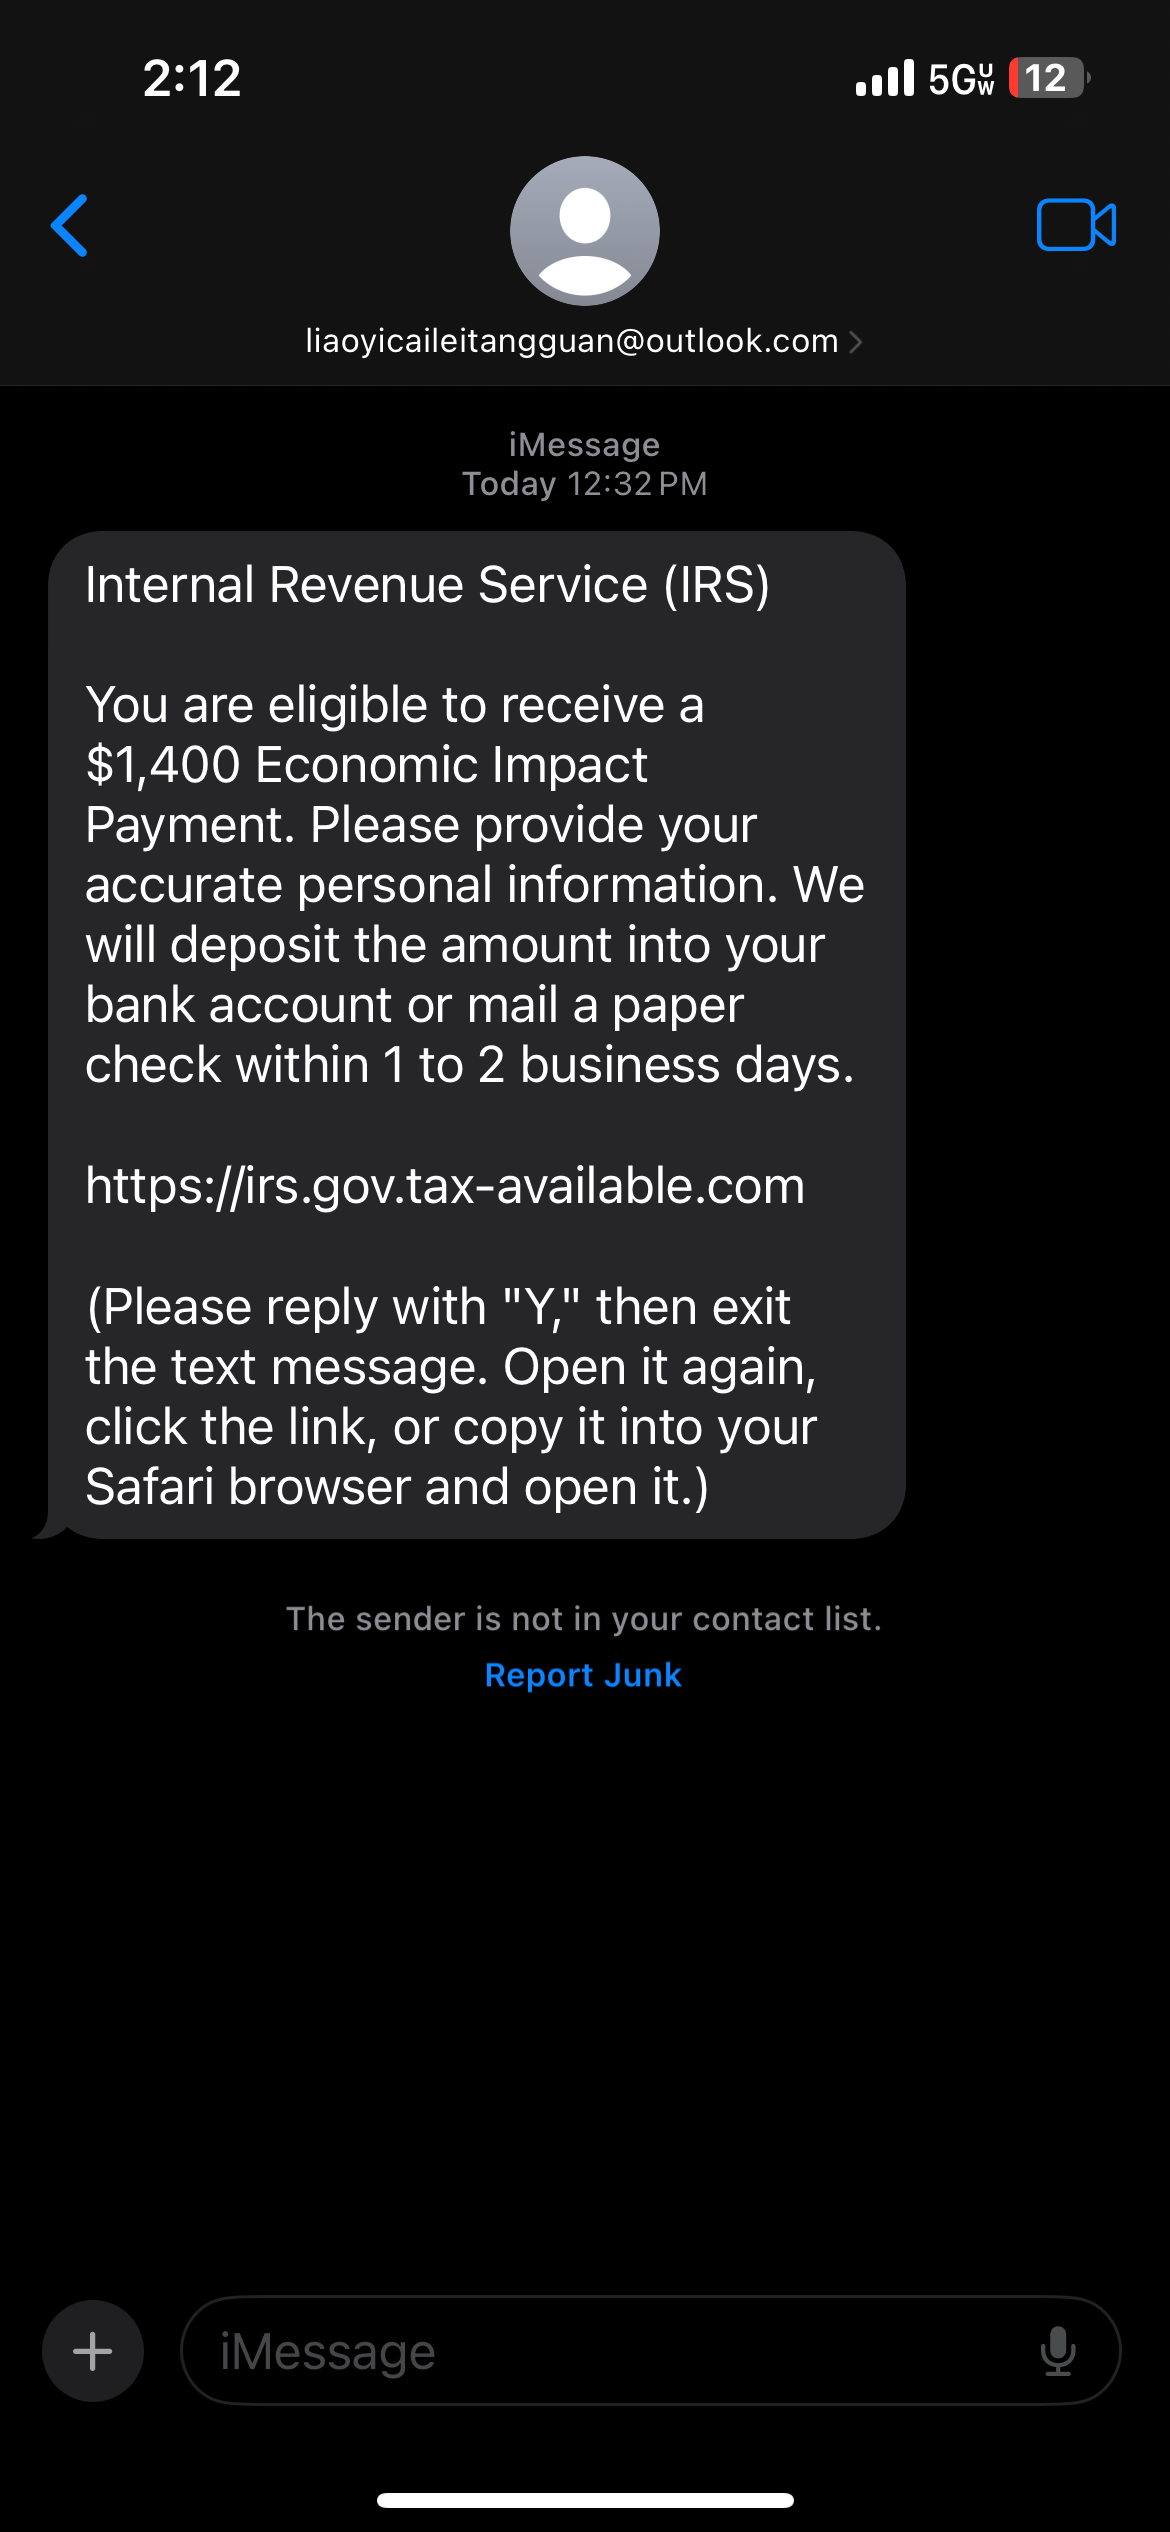 2:12
5G UW
12
liaoyicaileitangguan@outlook.com
iMessage
Today 12:32 PM
Internal Revenue Service (IRS)
You are eligible to receive a
$1,400 Economic Impact
Payment. Please provide your
accurate personal information. We
will deposit the amount into your
bank account or mail a paper
check within 1 to 2 business days.
https://irs.gov.tax-available.com
(Please reply with "Y," then exit
the text message. Open it again,
click the link, or copy it into your
Safari browser and open it.)
The sender is not in your contact list.
Report Junk
iMessage